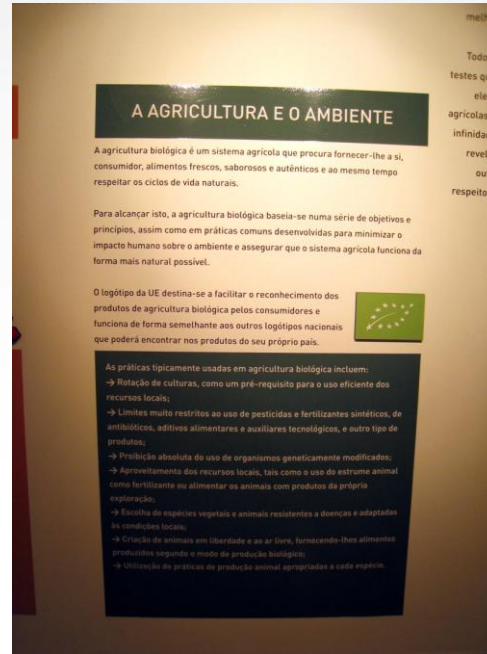 A AGRICULTURA E O AMBIENTE
A agricultura biológica é um sistema agrícola que procura fornecer-lhe a si,
consumidor, alimentos frescos, saborosos e autênticos e ao mesmo tempo
respeitar os ciclos de vida naturais.
Para alcançar isto, a agricultura biológica baseia-se numa série de objetivos e
princípios, assim como em práticas comuns desenvolvidas para minimizar o
impacto humano sobre o ambiente e assegurar que o sistema agrícola funciona da
forma mais natural possível.
O logótipo da UE destina-se a facilitar o reconhecimento dos
produtos de agricultura biológica pelos consumidores e
funciona de forma semelhante aos outros logótipos nacionais
que poderá encontrar nos produtos do seu próprio país.
As práticas tipicamente usadas em agricultura biológica incluem:
→ Rotação de culturas, como um pré-requisito para o uso eficiente dos
recursos locais;
→ Limites muito restritos ao uso de pesticidas e fertilizantes sintéticos, de
antibióticos, aditivos alimentares e auxiliares tecnológicos, e outro tipo de
produtos;
→ Proibição absoluta do uso de organismos geneticamente modificados;
→ Aproveitamento dos recursos locais, tais como o uso do estrume animal
como fertilizante ou alimentar os animais com produtos da própria
exploração;
→ Escolha de espécies vegetais e animais resistentes a doenças e adaptadas
às condições locais;
→ Criação de animais em liberdade e ao ar livre, fornecendo-lhes alimentos
produzidos segundo o modo de produção biológico;
→ Utilização de práticas de produção animal apropriadas a cada espécie.
melh
Todo
testes qu
ele
agrícolas
infinida
revel
ou
respeito